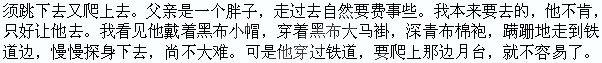 须跳下去又爬上去。父亲是一个胖子，走过去自然要费事些。我本来要去的，他不肯，
只好让他去。我看见他戴着黑布小帽，穿着黑布大马褂，深青布棉袍，蹒跚地走到铁
道边，慢慢探身下去，尚不大难。可是他穿过铁道，要爬上那边月台，就不容易了。